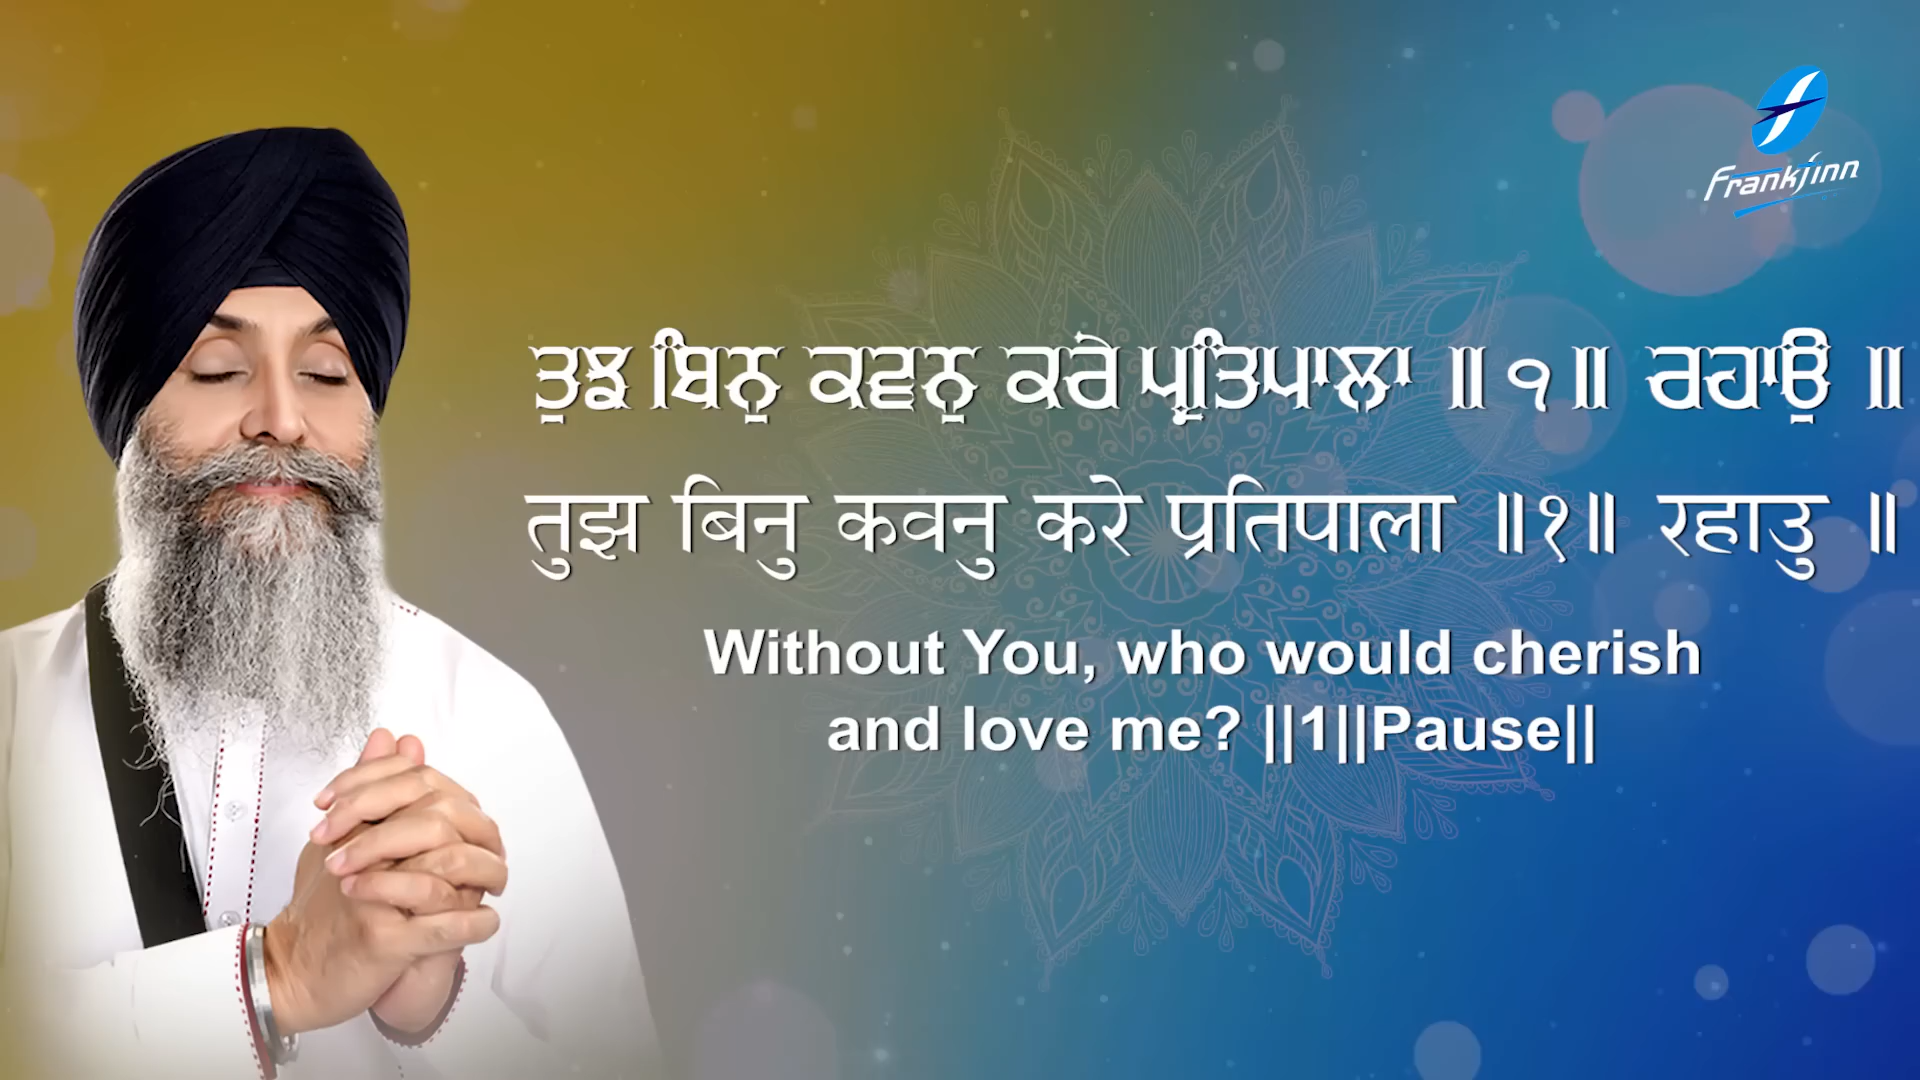 Frankfinn
ਤੁਝ ਬਿਨੁ ਕਵਨੁ ਕਰੇ ਪ੍ਰਤਿਪਾਲਾ ॥੧॥ ਰਹਾਉ ॥
तुझ बिनु कवनु करे प्रतिपाला ॥१॥ रहाउ ॥
Without You, who would cherish
and love me? ||1||Pause||